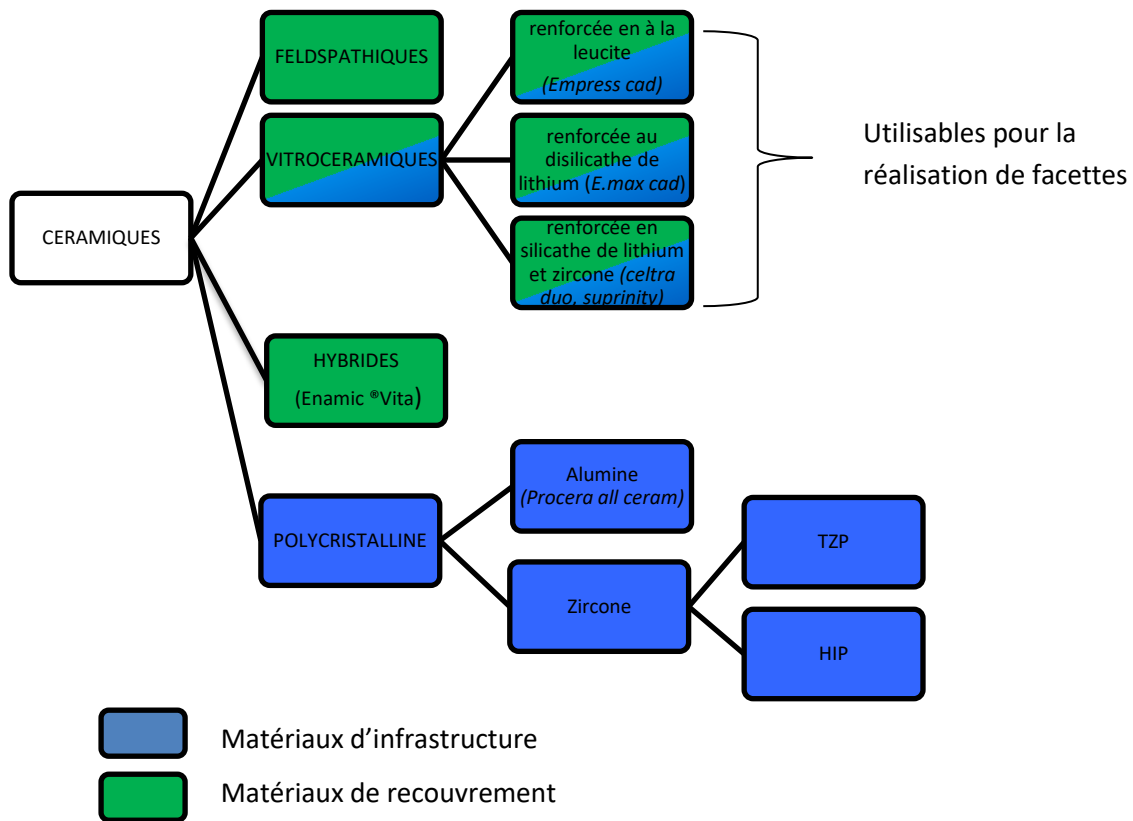 FELDSPATHIQUES
renforcée en à la
leucite
(Empress cad)
VITROCERAMIQUES
renforcée au
disilicathe de
lithium (E.max cad)
Utilisables pour la
réalisation de facettes
CERAMIQUES
renforcée en
silicathe de lithium
et zircone (celtra
duo, suprinity)
HYBRIDES
(Enamic ®Vita)
Alumine
(Procera all ceram)
POLYCRISTALLINE
TZP
Zircone
HIP
Matériaux d’infrastructure
Matériaux de recouvrement